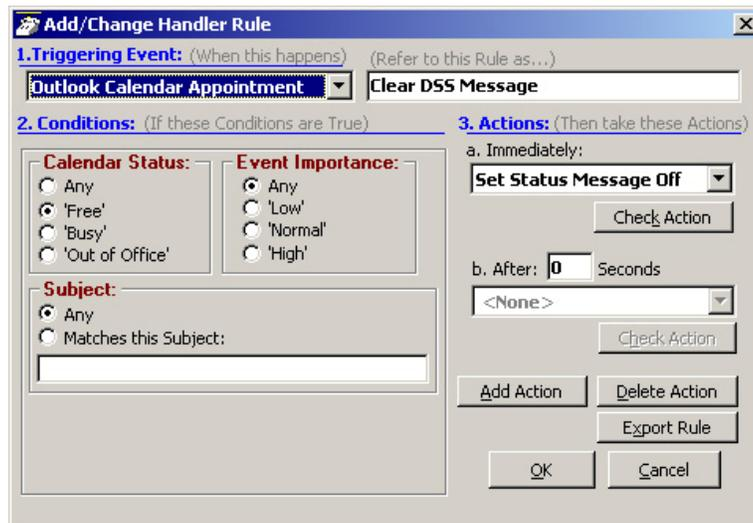 Add/Change Handler Rule
1.Triggering Event: (When this happens) (Refer to this Rule as...)
Outlook Calendar Appointment Clear DSS Message
2. Conditions: (If these Conditions are True) 3. Actions: (Then take these Actions)
Calendar Status: Event Importance: a. Immediately:
Any Any Set Status Message Off
'Free' 'Low'
'Busy' 'Normal' Check Action
'Out of Office' 'High'
b. After: 0 Seconds
Subject: <None>
Any
Matches this Subject: Check Action
Add Action Delete Action
Export Rule
OK Cancel